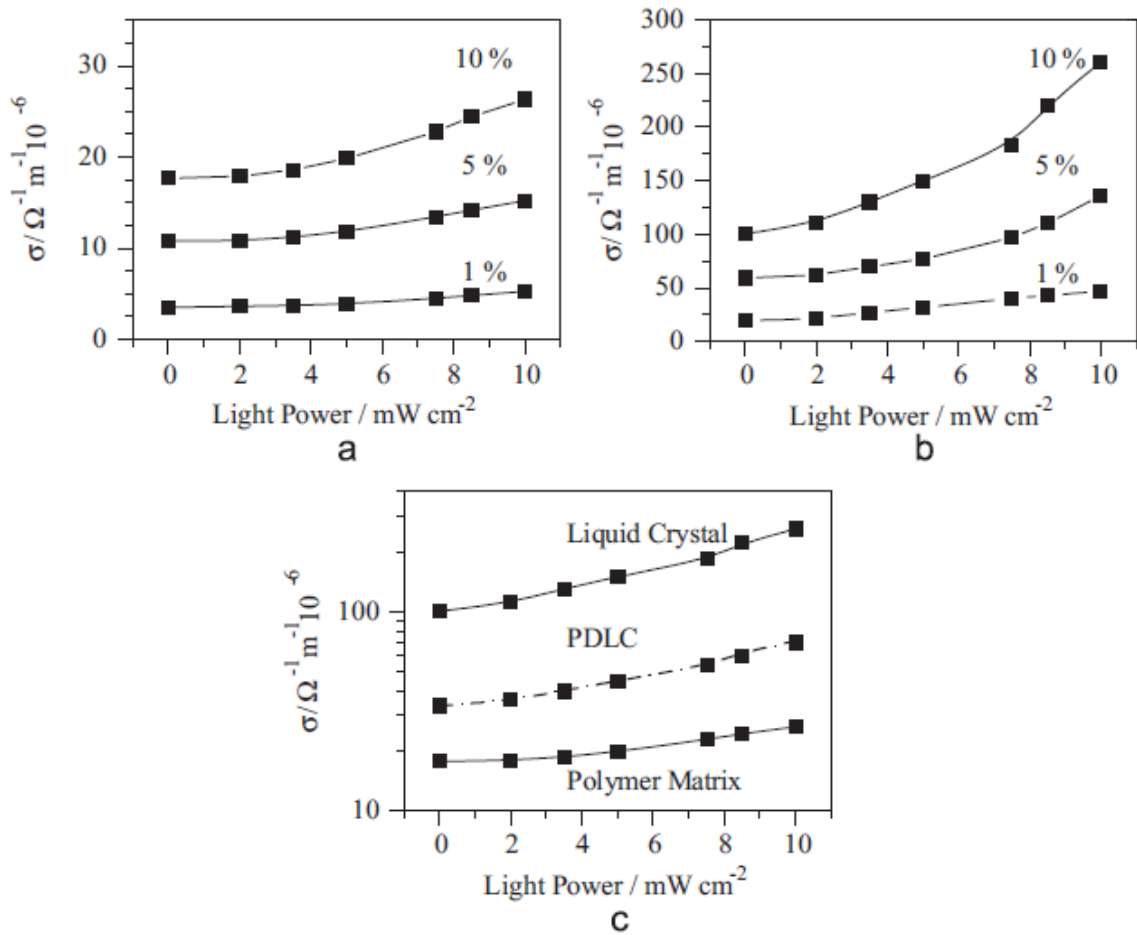 30
20
10
0
10 %
5 %
1 %
σ/ Ω⁻¹ m⁻¹10⁻⁶
0 2 4 6 8 10
Light Power / mW cm⁻²
a
300
250
200
150
100
50
0
10 %
5 %
1 %
σ/ Ω⁻¹ m⁻¹10⁻⁶
0 2 4 6 8 10
Light Power / mW cm⁻²
b
100
10
Liquid Crystal
PDLC
Polymer Matrix
σ/ Ω⁻¹ m⁻¹10⁻⁶
0 2 4 6 8 10
Light Power / mW cm⁻²
c